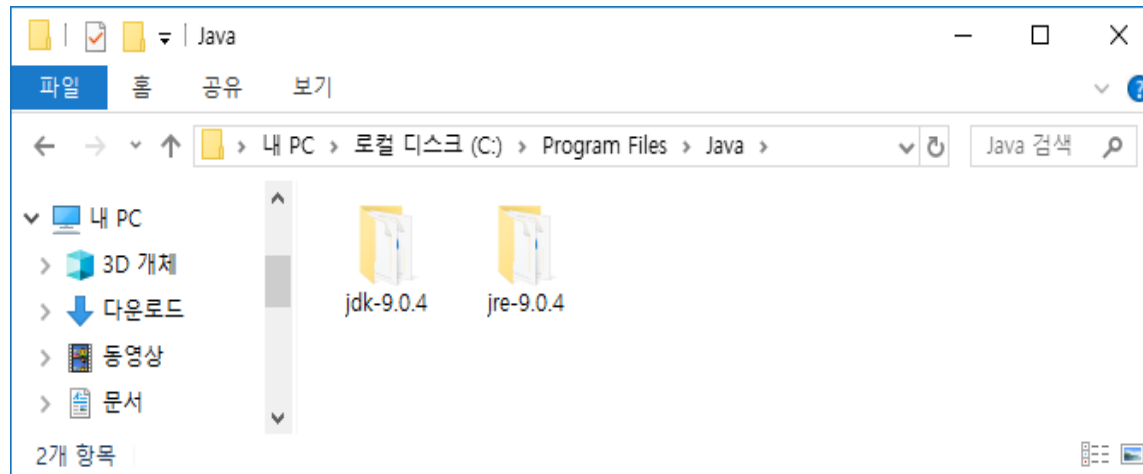 Java
파일 홈 공유 보기
내 PC > 로컬 디스크 (C:) > Program Files > Java >
Java 검색
내 PC
3D 개체
다운로드
동영상
문서
jdk-9.0.4
jre-9.0.4
2개 항목